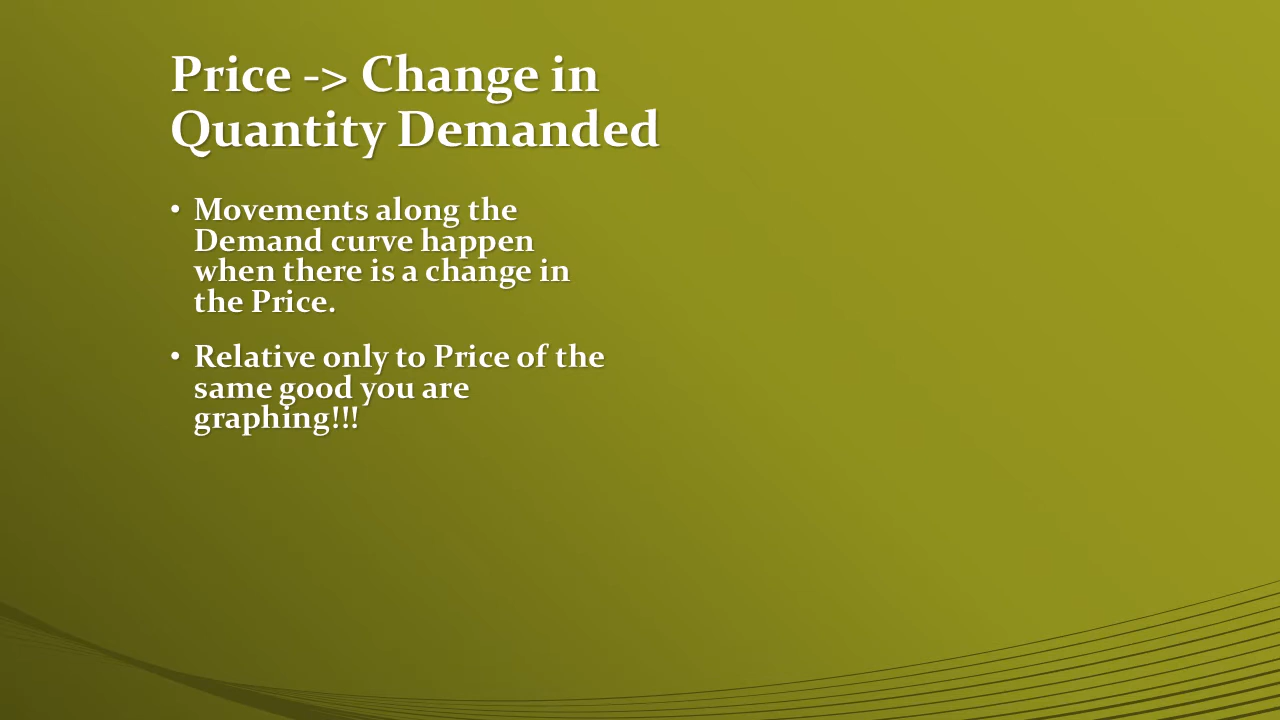 Price -> Change in
Quantity Demanded
• Movements along the
Demand curve happen
when there is a change in
the Price.
• Relative only to Price of the
same good you are
graphing!!!